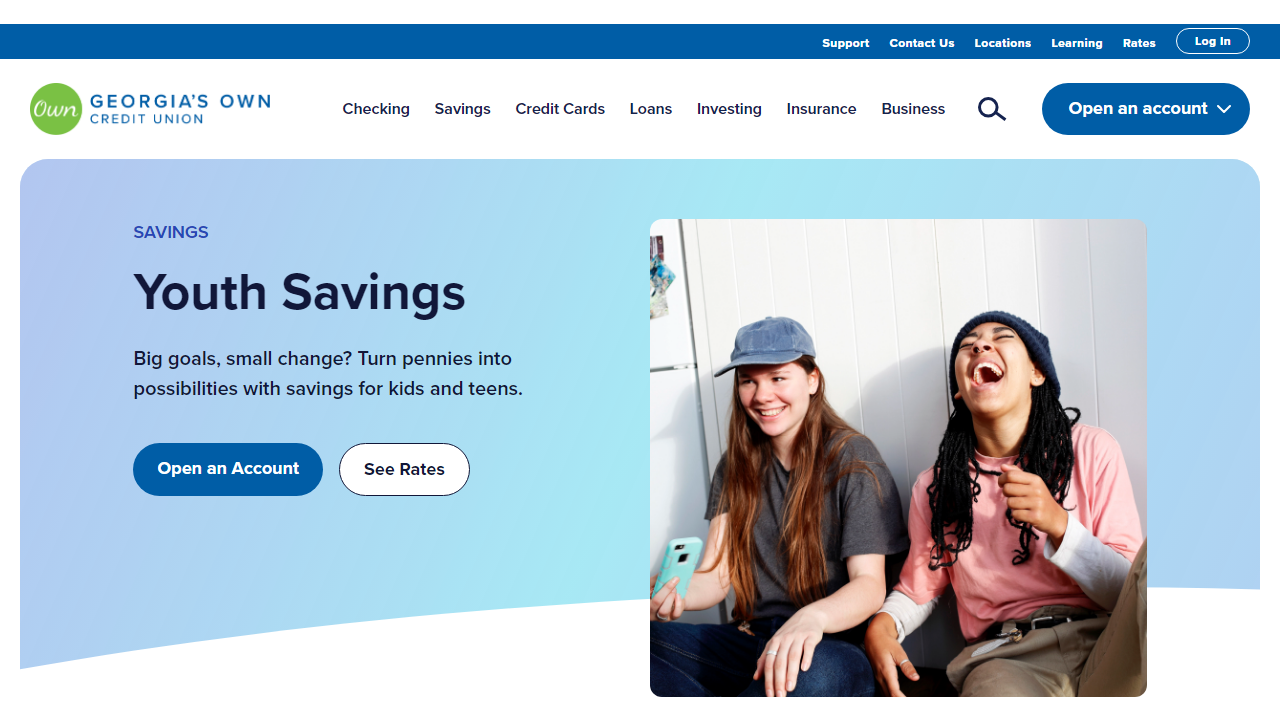 Support Contact Us Locations Learning Rates Log In
Own GEORGIA'S OWN
CREDIT UNION
Checking Savings Credit Cards Loans Investing Insurance Business
Open an account
SAVINGS
Youth Savings
Big goals, small change? Turn pennies into
possibilities with savings for kids and teens.
Open an Account See Rates